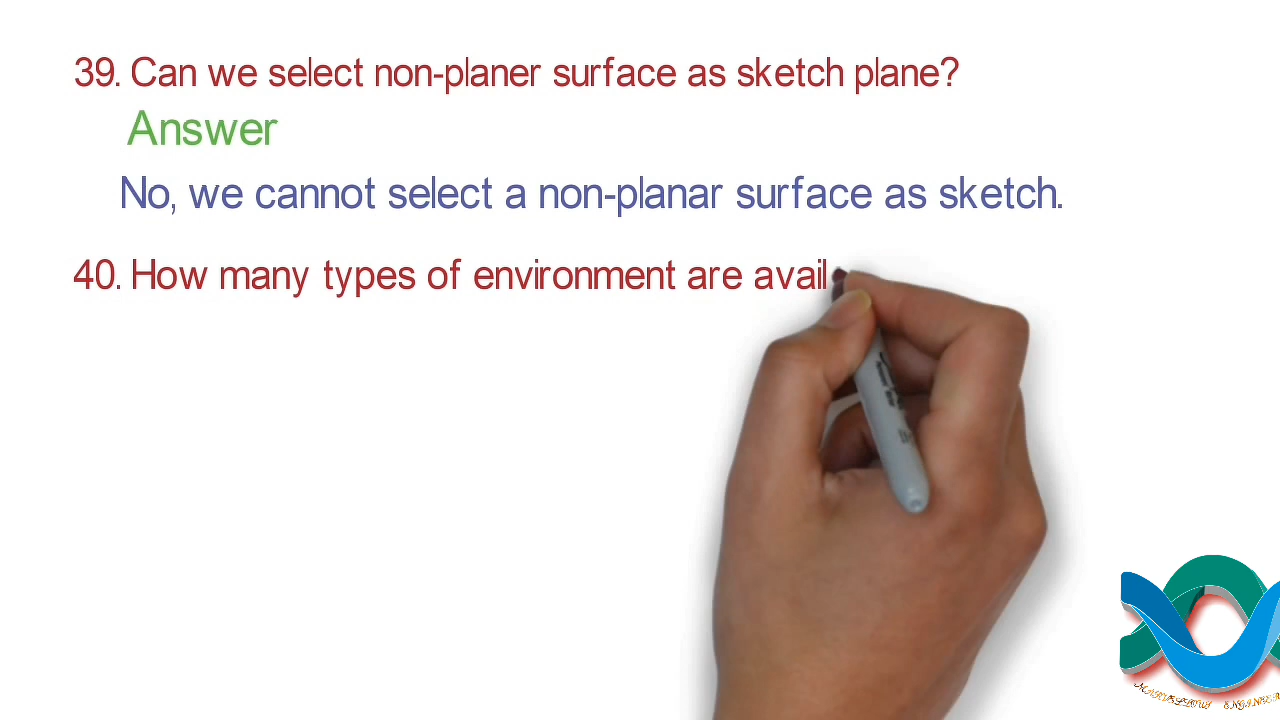 39. Can we select non-planer surface as sketch plane?
Answer
No, we cannot select a non-planar surface as sketch.
40. How many types of environment are avail